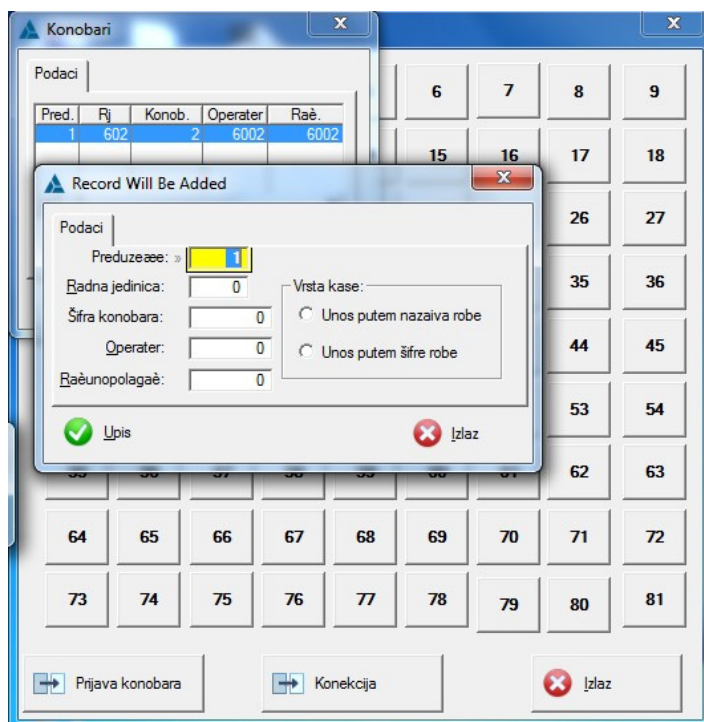 Konobari
Podaci
Pred. Rj Konob. Operater Raè.
1 602 2 6002 6002
6 7 8 9
15 16 17 18
Record Will Be Added
26 27
Podaci
Preduzeæe: » 1
Radna jedinica: 0
Vrsta kase:
35 36
Šifra konobara: 0
Unos putem nazaiva robe
Operater: 0
Unos putem šifre robe
44 45
Raèunopolagaè: 0
53 54
Upis Izlaz
62 63
64 65 66 67 68 69 70 71 72
73 74 75 76 77 78 79 80 81
Prijava konobara Konekcija Izlaz